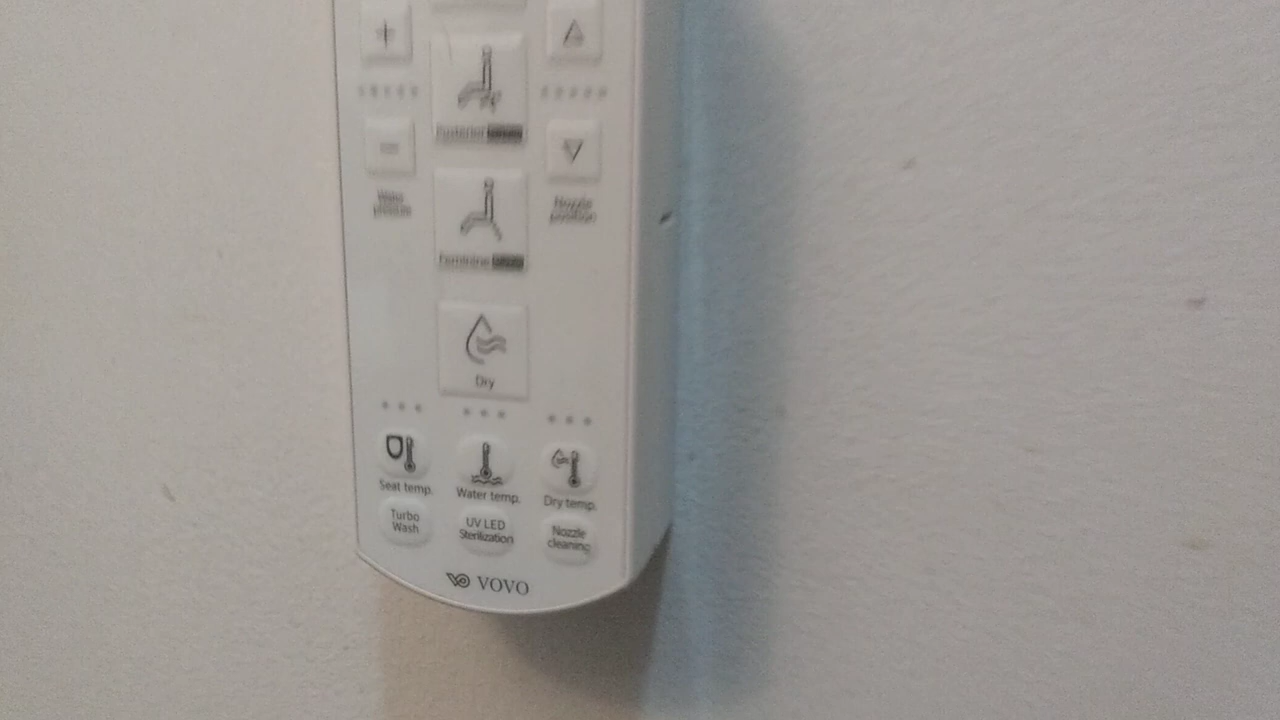 +
Posterior
-
Water
pressure
Nozzle
position
Feminine
Dry
Seat temp.
Water temp.
Dry temp.
Turbo
Wash
UV LED
Sterilization
Nozzle
cleaning
VOVO